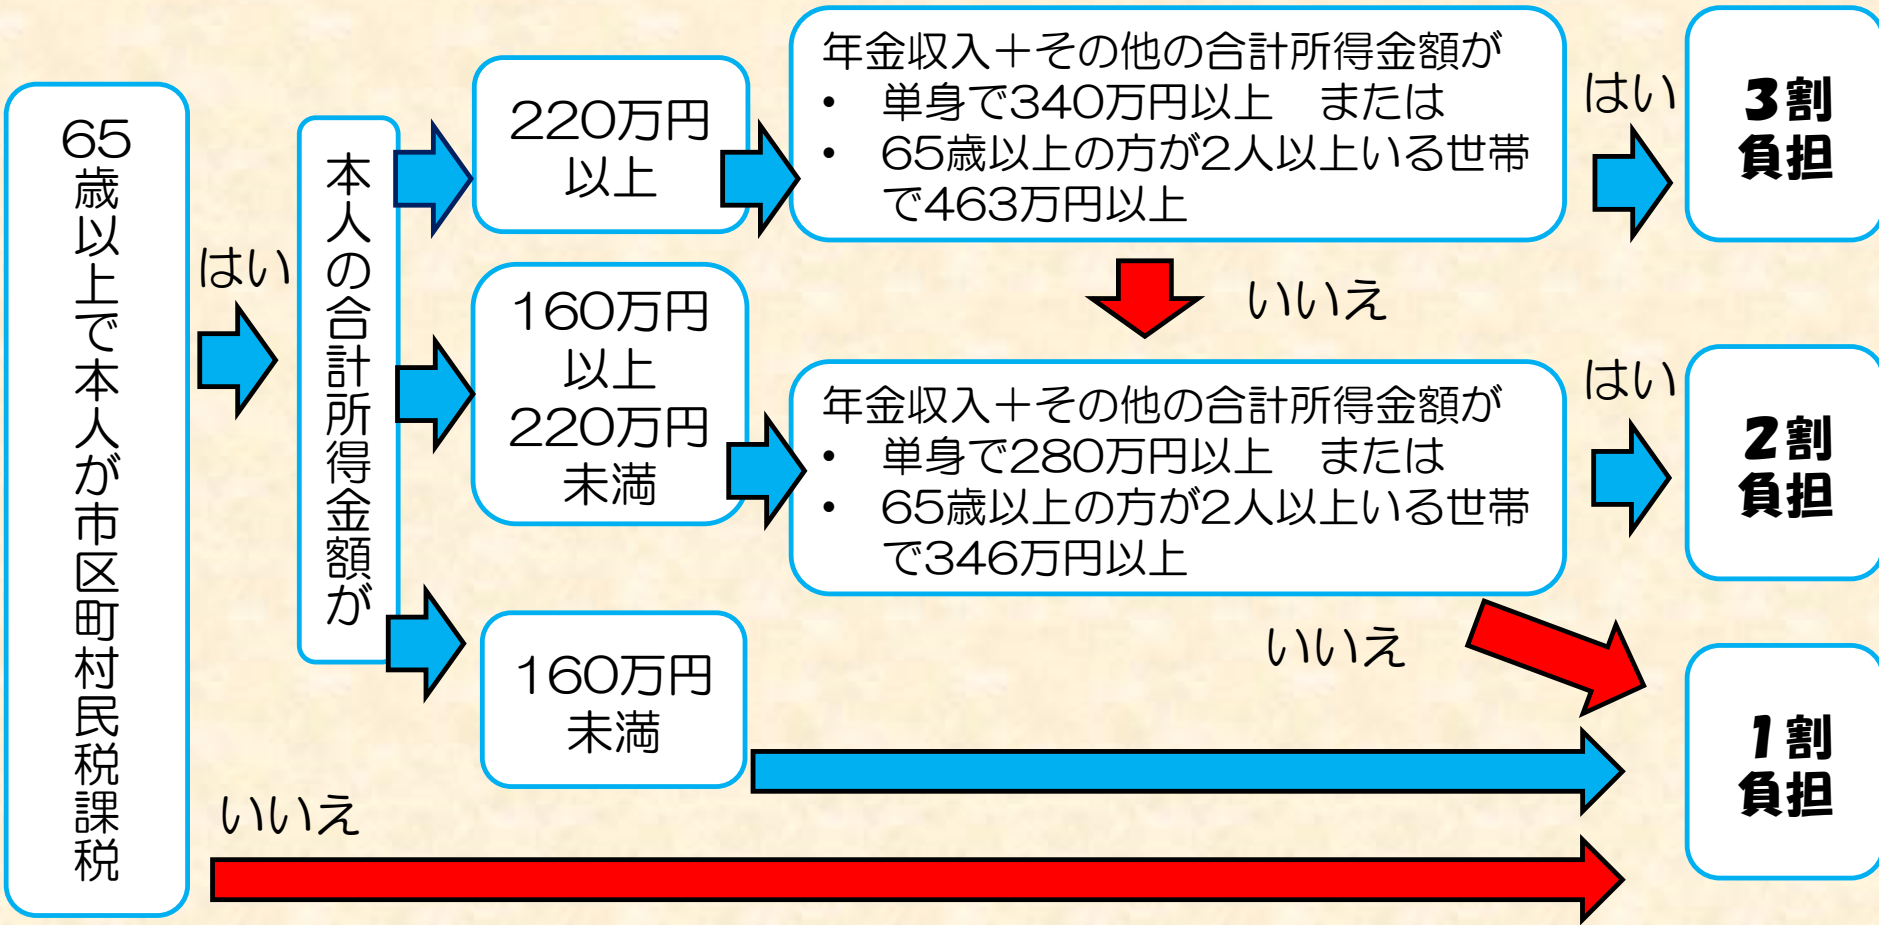 65歳以上で本人が市区町村民税課税
はい
いいえ
本人の合計所得金額が
220万円
以上
160万円
以上
220万円
未満
160万円
未満
年金収入＋その他の合計所得金額が
• 単身で340万円以上　または
• 65歳以上の方が2人以上いる世帯
で463万円以上
はい
いいえ
年金収入＋その他の合計所得金額が
• 単身で280万円以上　または
• 65歳以上の方が2人以上いる世帯
で346万円以上
はい
いいえ
3割
負担
2割
負担
1割
負担